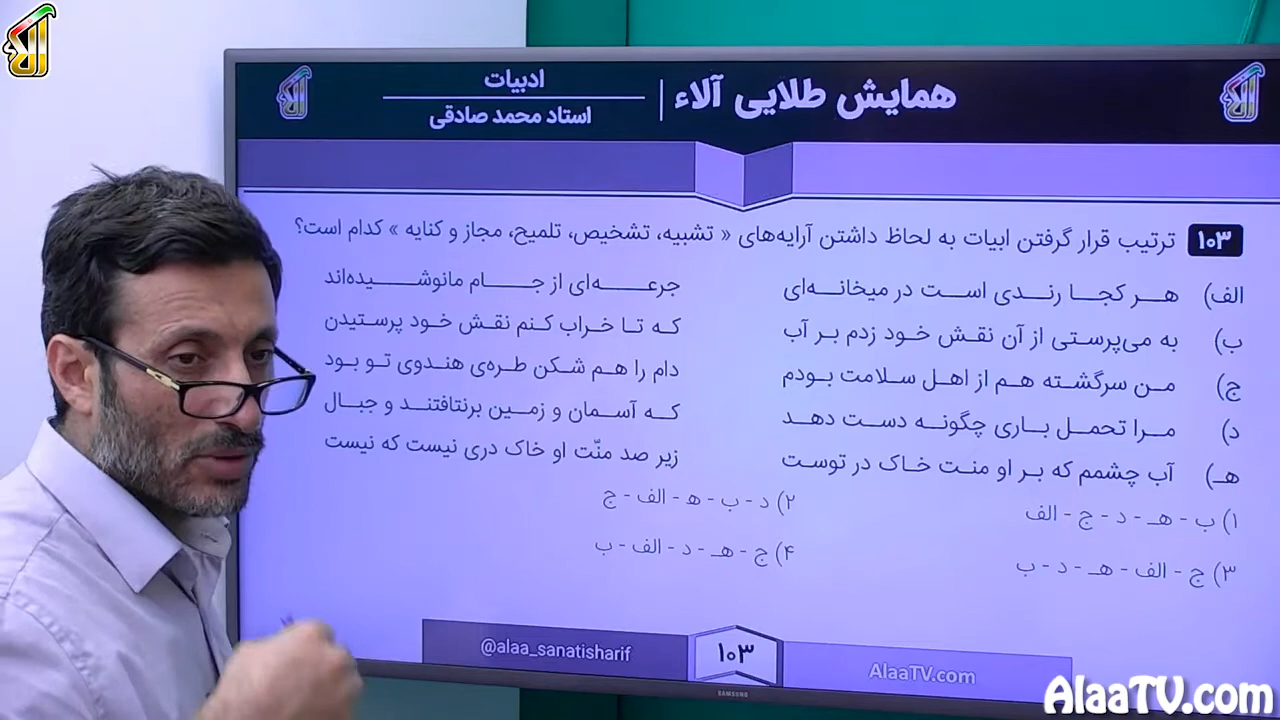 همایش طلایی آلاء
ادبیات
استاد محمد صادقی
۱۰۳ ترتیب قرار گرفتن ابیات به لحاظ داشتن آرایه‌های « تشبیه، تشخیص، تلمیح، مجاز و کنایه » کدام است؟
الف) هر کجا رندی است در میخانه‌ای جرعه‌ای از جام مانوشیده‌اند
ب) به می‌پرستی از آن نقش خود زدم بر آب که تا خراب کنم نقش خود پرستیدن
ج) من سرگشته هم از اهل سلامت بودم دام را هم شکن طره‌ی هندوی تو بود
د) مرا تحمل باری چگونه دست دهد که آسمان و زمین برنتافتند و جبال
هـ) آب چشمم که بر او منت خاک در توست زیر صد منّت او خاک دری نیست که نیست
۱) ب - هـ - د - ج - الف ۲) د - ب - ه - الف - ج
۳) ج - الف - هـ - د - ب ۴) ج - هـ - د - الف - ب
@alaa_sanatisharif ۱۰۳ AlaaTV.com
SAMSUNG
AlaaTV.com